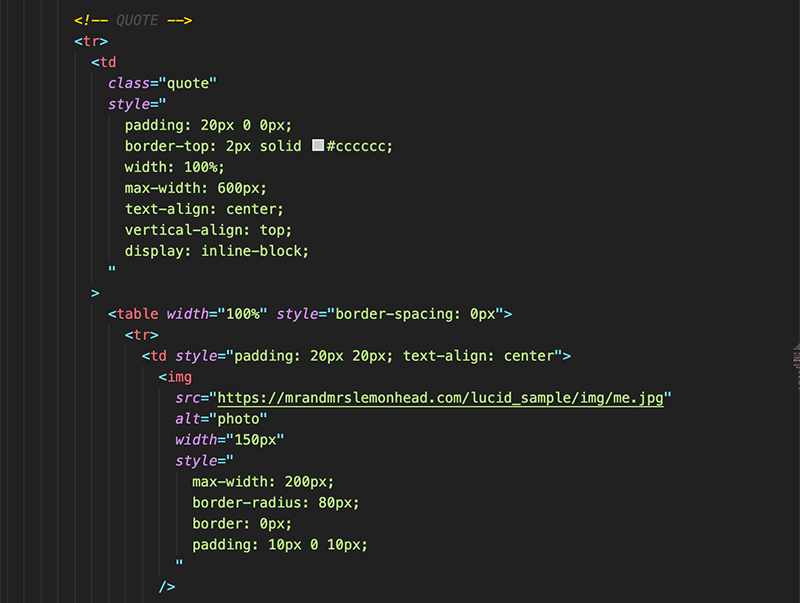 <!-- QUOTE -->
<tr>
<td
class="quote"
style="
padding: 20px 0 0px;
border-top: 2px solid #cccccc;
width: 100%;
max-width: 600px;
text-align: center;
vertical-align: top;
display: inline-block;
"
>
<table width="100%" style="border-spacing: 0px">
<tr>
<td style="padding: 20px 20px; text-align: center">
<img
src="https://mrandmrslemonhead.com/lucid_sample/img/me.jpg"
alt="photo"
width="150px"
style="
max-width: 200px;
border-radius: 80px;
border: 0px;
padding: 10px 0 10px;
"
/>